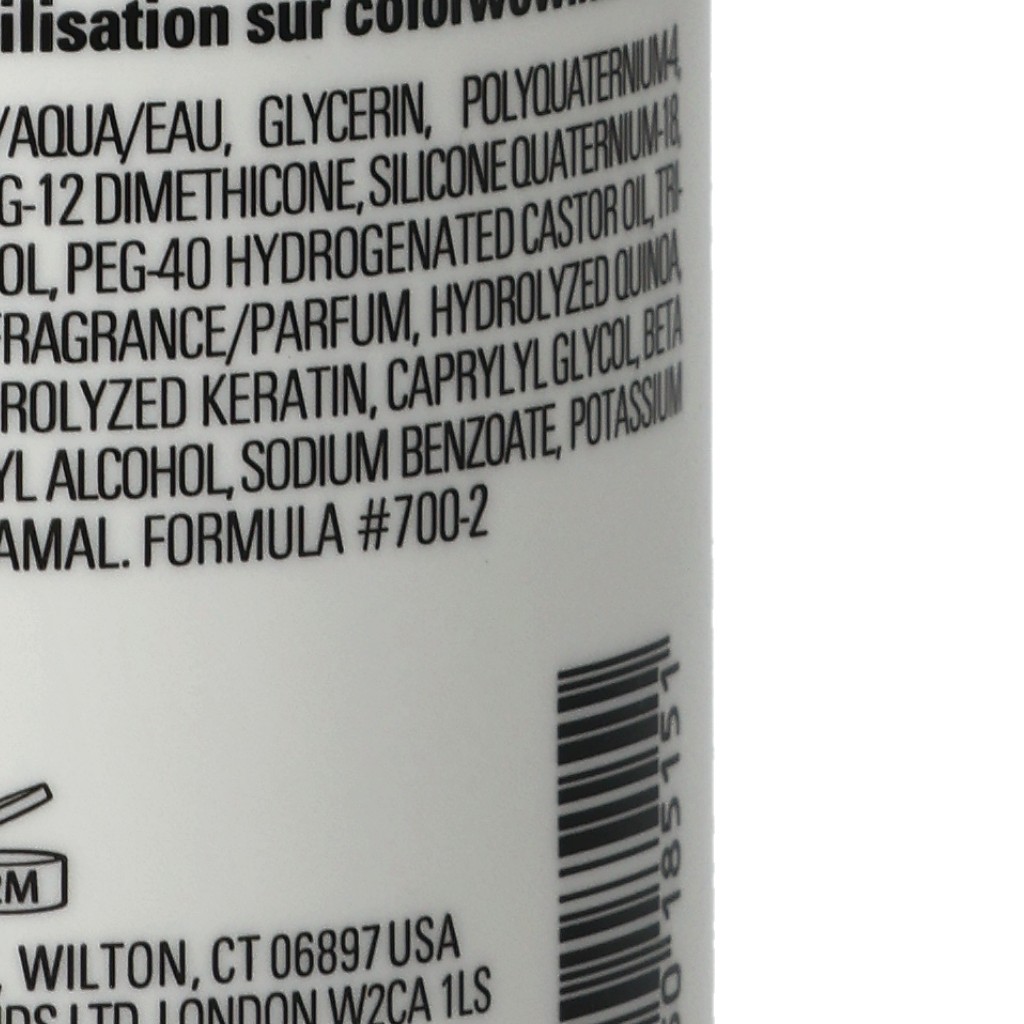 ilisation sur colorwow
/AQUA/EAU, GLYCERIN, POLYQUATERNIUM-4,
G-12 DIMETHICONE, SILICONE QUATERNIUM-18,
OL, PEG-40 HYDROGENATED CASTOR OIL, TRI-
FRAGRANCE/PARFUM, HYDROLYZED QUINOA,
ROLYZED KERATIN, CAPRYLYL GLYCOL, BETA
YL ALCOHOL, SODIUM BENZOATE, POTASSIUM
AMAL. FORMULA #700-2
2M
, WILTON, CT 06897 USA
DS LTD, LONDON W2CA 1LS
50 185151